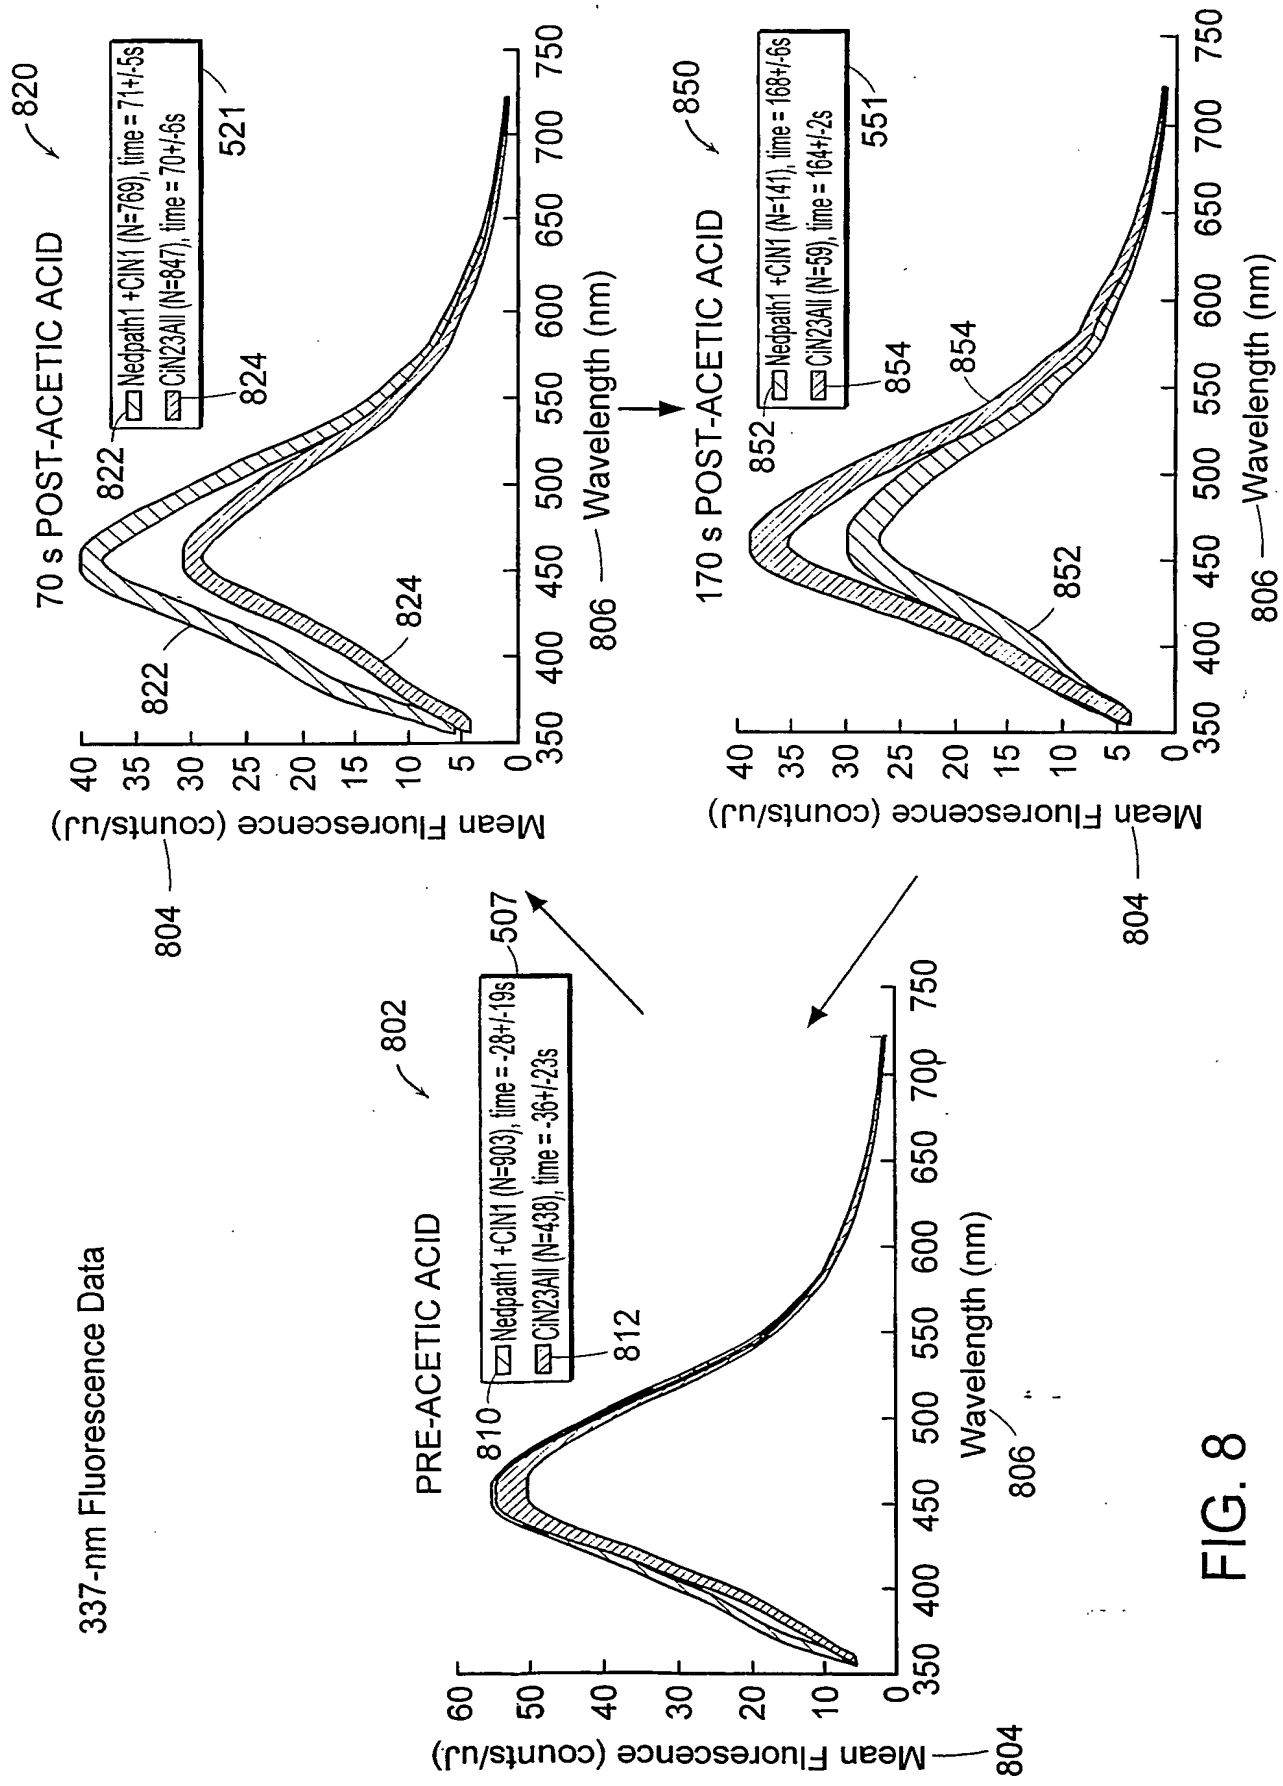 337-nm Fluorescence Data
PRE-ACETIC ACID
802
810
Nedpath1 +CIN1 (N=903), time = -28+/-19s
CiN23All (N=438), time = -36+/-23s
812
507
60
50
40
30
20
10
0
Mean Fluorescence (counts/uJ)
804
350 400 450 500 550 600 650 700 750
Wavelength (nm)
806
70 s POST-ACETIC ACID
820
822
Nedpath1 +CIN1 (N=769), time = 71+/-5s
CiN23All (N=847), time = 70+/-6s
824
521
822
824
40
35
30
25
20
15
10
5
0
Mean Fluorescence (counts/uJ)
804
350 400 450 500 550 600 650 700 750
806 Wavelength (nm)
170 s POST-ACETIC ACID
850
852
Nedpath1 +CIN1 (N=141), time = 168+/-6s
CiN23All (N=59), time = 164+/-2s
854
551
854
852
40
35
30
25
20
15
10
5
0
Mean Fluorescence (counts/uJ)
804
350 400 450 500 550 600 650 700 750
806 Wavelength (nm)
FIG. 8